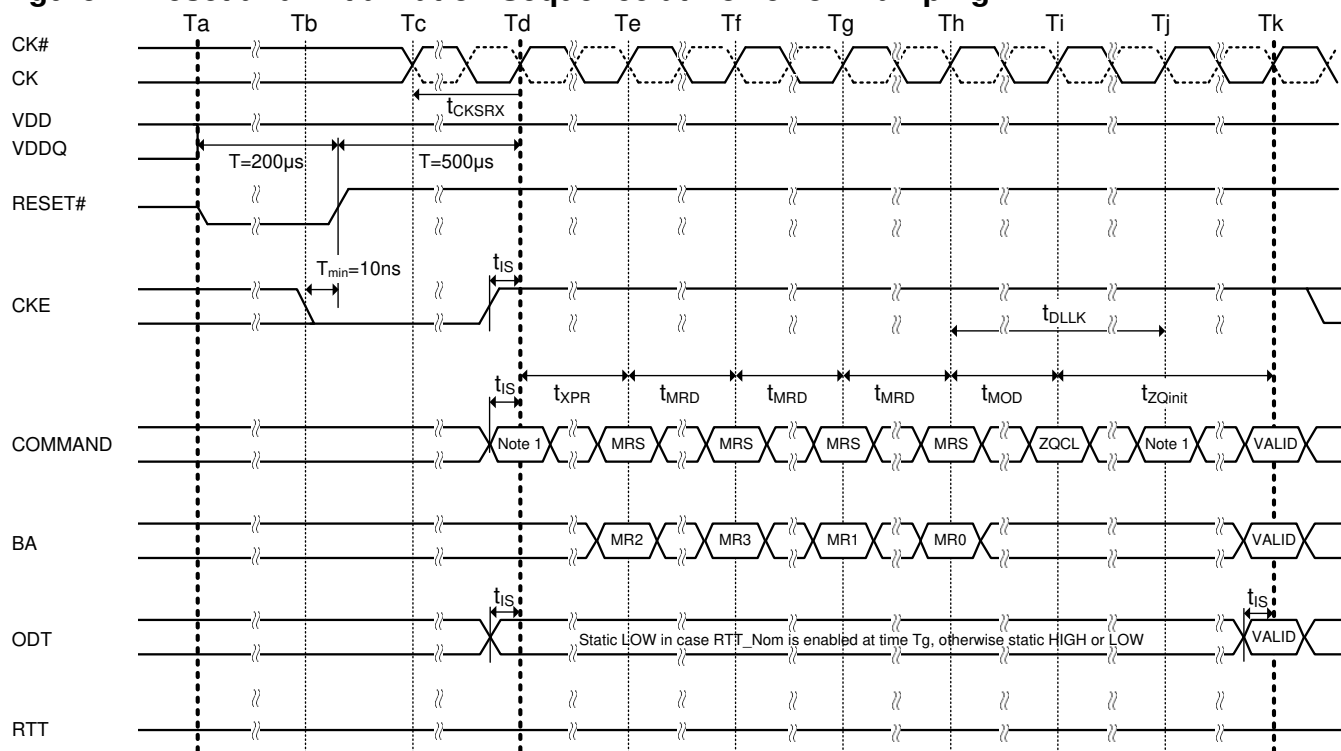 Ta Tb Tc Td Te Tf Tg Th Ti Tj Tk
CK#
CK
tCKSRX
VDD
VDDQ
T=200µs T=500µs
RESET#
Tmin=10ns tIS
CKE
tDLLK
tIS tXPR tMRD tMRD tMRD tMOD tZQinit
COMMAND Note 1 MRS MRS MRS MRS ZQCL Note 1 VALID
BA MR2 MR3 MR1 MR0 VALID
tIS tIS
ODT Static LOW in case RTT_Nom is enabled at time Tg, otherwise static HIGH or LOW VALID
RTT